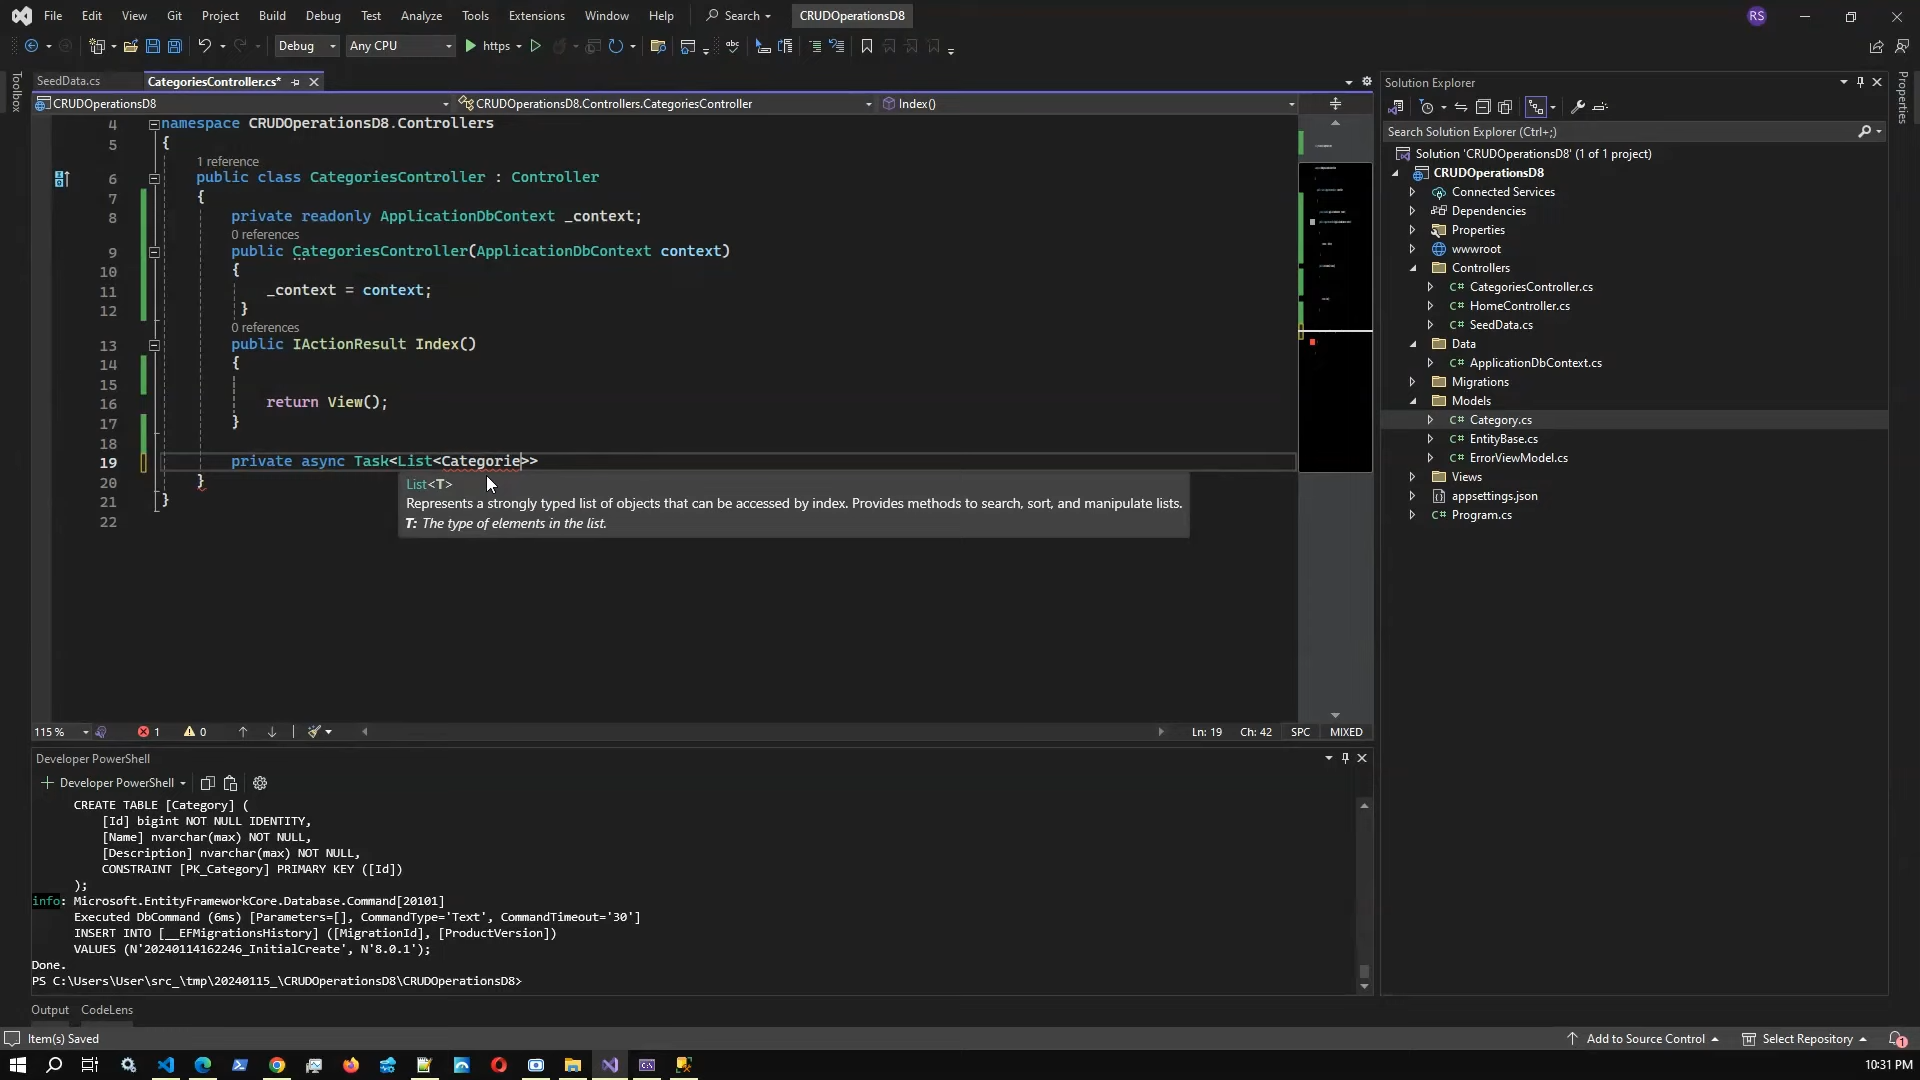 File Edit View Git Project Build Debug Test Analyze Tools Extensions Window Help Search CRUDOperationsD8 RS
Debug Any CPU https
SeedData.cs CategoriesController.cs*
CRUDOperationsD8 CRUDOperationsD8.Controllers.CategoriesController Index()
Toolbox
4 namespace CRUDOperationsD8.Controllers
5 {
1 reference
6 public class CategoriesController : Controller
7 {
8 private readonly ApplicationDbContext _context;
0 references
9 public CategoriesController(ApplicationDbContext context)
10 {
11 _context = context;
12 }
0 references
13 public IActionResult Index()
14 {
15
16 return View();
17 }
18
19 private async Task<List<Categorie>>
20 }
21 }
22
List<T>
Represents a strongly typed list of objects that can be accessed by index. Provides methods to search, sort, and manipulate lists.
T: The type of elements in the list.
115 % 1 0 Ln: 19 Ch: 42 SPC MIXED
Developer PowerShell
Developer PowerShell
CREATE TABLE [Category] (
[Id] bigint NOT NULL IDENTITY,
[Name] nvarchar(max) NOT NULL,
[Description] nvarchar(max) NOT NULL,
CONSTRAINT [PK_Category] PRIMARY KEY ([Id])
);
info: Microsoft.EntityFrameworkCore.Database.Command[20101]
Executed DbCommand (6ms) [Parameters=[], CommandType='Text', CommandTimeout='30']
INSERT INTO [__EFMigrationsHistory] ([MigrationId], [ProductVersion])
VALUES (N'20240114162246_InitialCreate', N'8.0.1');
Done.
PS C:\Users\User\src_\tmp\20240115_\CRUDOperationsD8\CRUDOperationsD8>
Output CodeLens
Solution Explorer
Search Solution Explorer (Ctrl+;)
Solution 'CRUDOperationsD8' (1 of 1 project)
CRUDOperationsD8
Connected Services
Dependencies
Properties
wwwroot
Controllers
C# CategoriesController.cs
C# HomeController.cs
C# SeedData.cs
Data
C# ApplicationDbContext.cs
Migrations
Models
C# Category.cs
C# EntityBase.cs
C# ErrorViewModel.cs
Views
appsettings.json
C# Program.cs
Properties
Item(s) Saved Add to Source Control Select Repository 1
10:31 PM